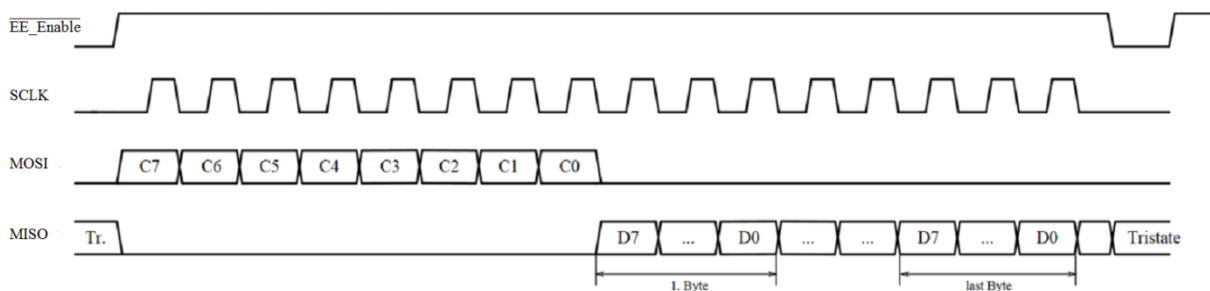 EE_Enable
SCLK
MOSI C7 C6 C5 C4 C3 C2 C1 C0
MISO Tr. D7 ... D0 ... ... D7 ... D0 Tristate
1. Byte last Byte